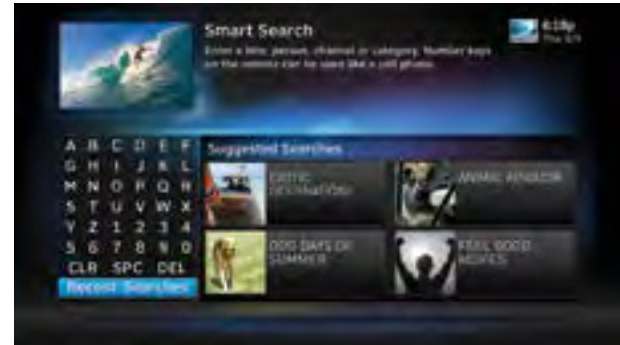 Smart Search
6:18p
Enter a title, person, channel or category. Number keys
on the remote can be used like a cell phone.
A B C D E F
G H I J K L
M N O P Q R
S T U V W X
Y Z 1 2 3 4
5 6 7 8 9 0
CLR SPC DEL
Recent Searches
Suggested Searches
EXOTIC
DESTINATIONS
DOG DAYS OF
SUMMER
FEEL GOOD
MOVIES